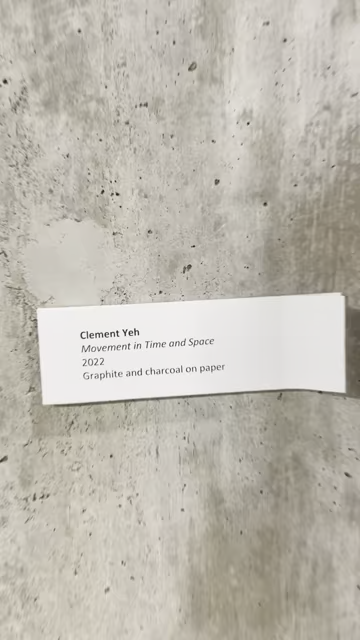 Clement Yeh
Movement in Time and Space
2022
Graphite and charcoal on paper